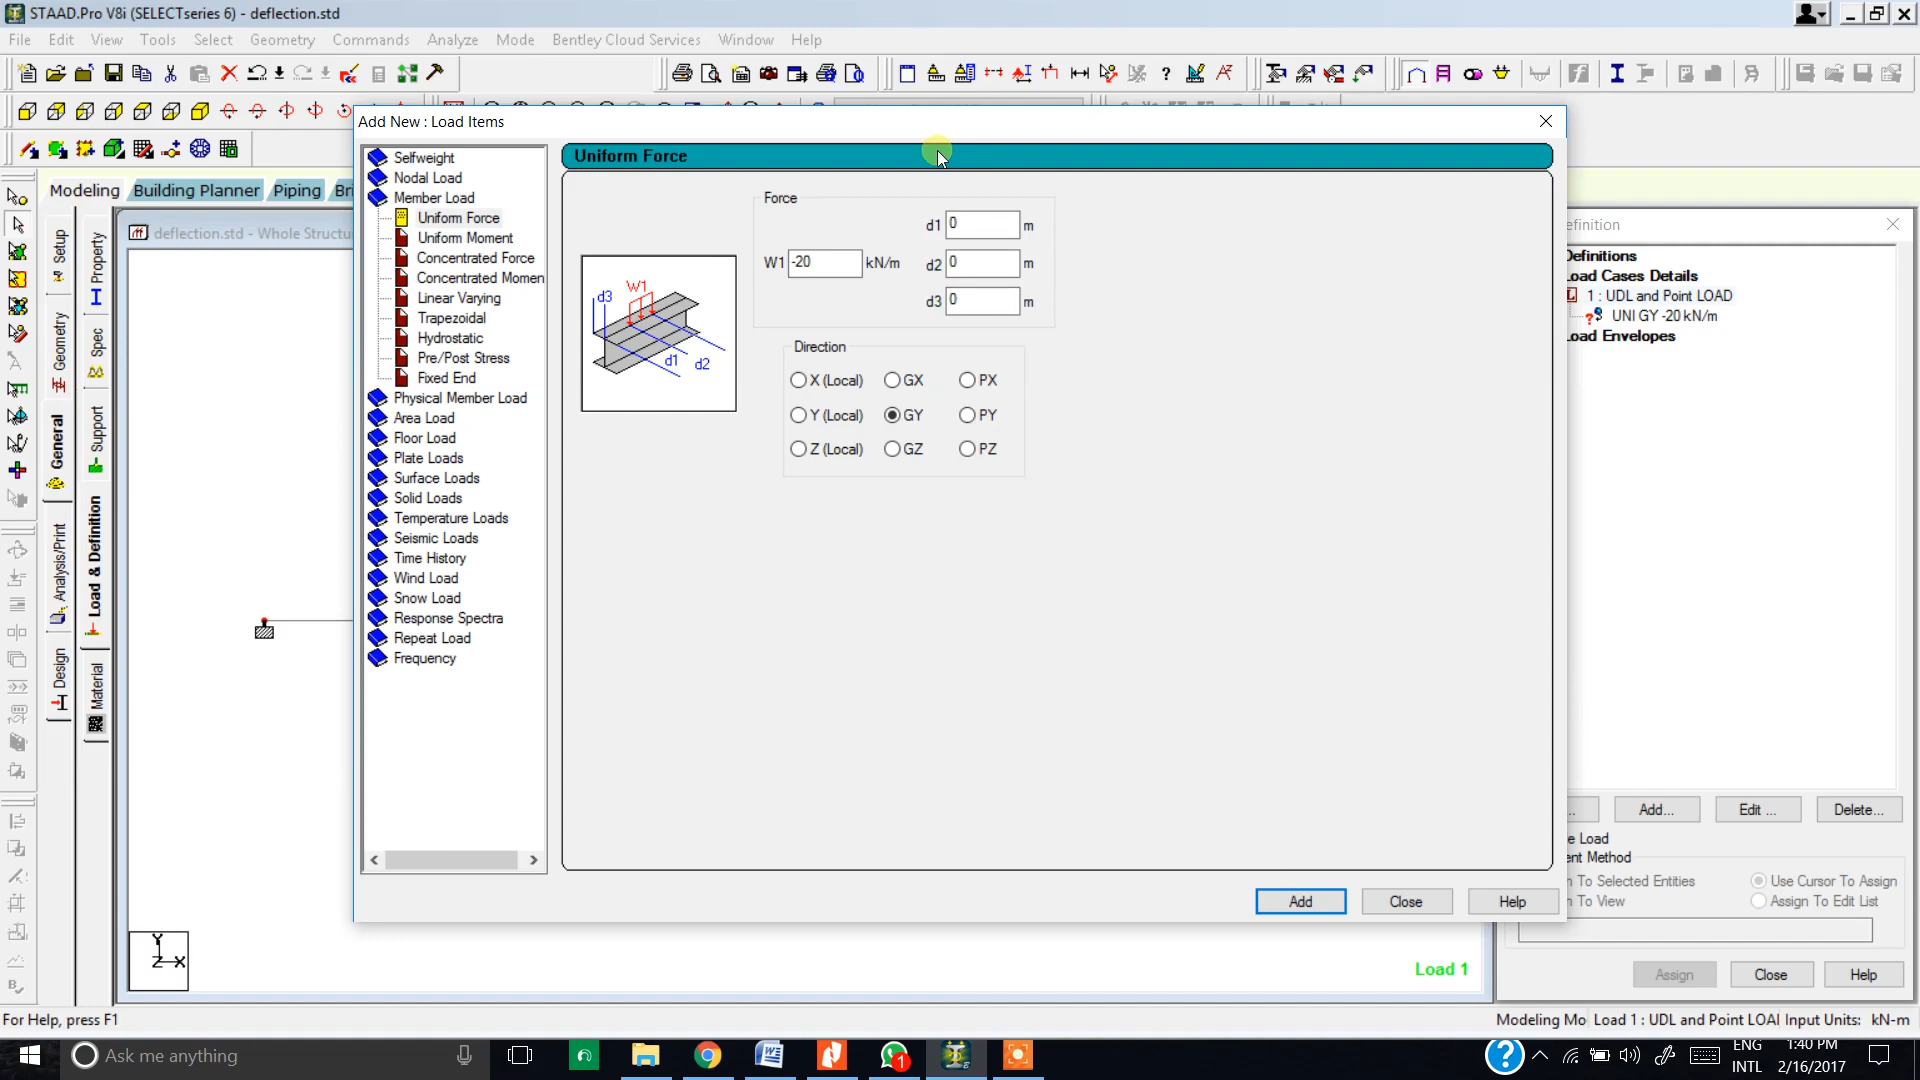 STAAD.Pro V8i (SELECTseries 6) - deflection.std
File Edit View Tools Select Geometry Commands Analyze Mode Bentley Cloud Services Window Help
Modeling Building Planner Piping Bri
deflection.std - Whole Structu
Setup
Geometry
General
Analysis/Print
Design
Property
Spec
Support
Load & Definition
Material
Add New : Load Items
Selfweight
Nodal Load
Member Load
Uniform Force
Uniform Moment
Concentrated Force
Concentrated Momen
Linear Varying
Trapezoidal
Hydrostatic
Pre/Post Stress
Fixed End
Physical Member Load
Area Load
Floor Load
Plate Loads
Surface Loads
Solid Loads
Temperature Loads
Seismic Loads
Time History
Wind Load
Snow Load
Response Spectra
Repeat Load
Frequency
Uniform Force
Force
d1 0 m
W1 -20 kN/m d2 0 m
d3 0 m
W1
d3
d1 d2
Direction
X (Local) GX PX
Y (Local) GY PY
Z (Local) GZ PZ
Add Close Help
efinition
Definitions
Load Cases Details
1 : UDL and Point LOAD
UNI GY -20 kN/m
Load Envelopes
... Add... Edit ... Delete...
e Load
ent Method
n To Selected Entities Use Cursor To Assign
n To View Assign To Edit List
Assign Close Help
Y
Z X
Load 1
For Help, press F1
Modeling Mo Load 1 : UDL and Point LOAI Input Units: kN-m
Ask me anything
1
ENG
INTL
1:40 PM
2/16/2017